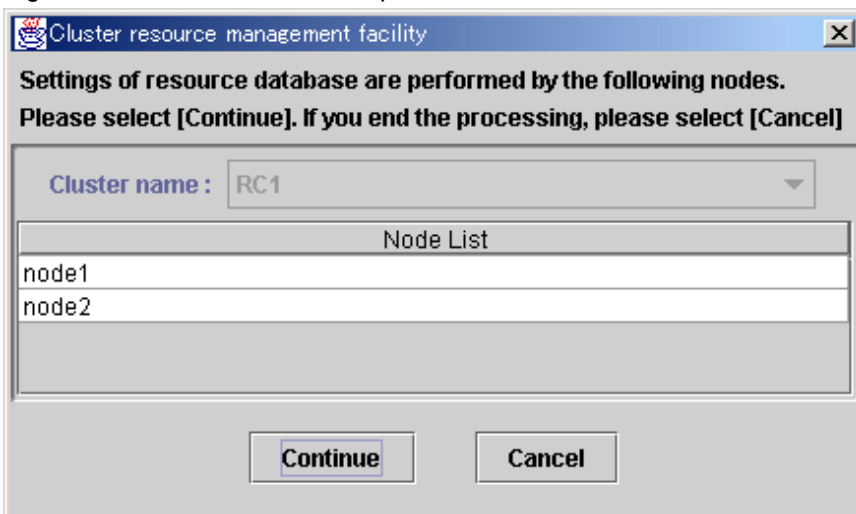 Cluster resource management facility
Settings of resource database are performed by the following nodes.
Please select [Continue]. If you end the processing, please select [Cancel]
Cluster name : RC1
Node List
node1
node2
Continue Cancel